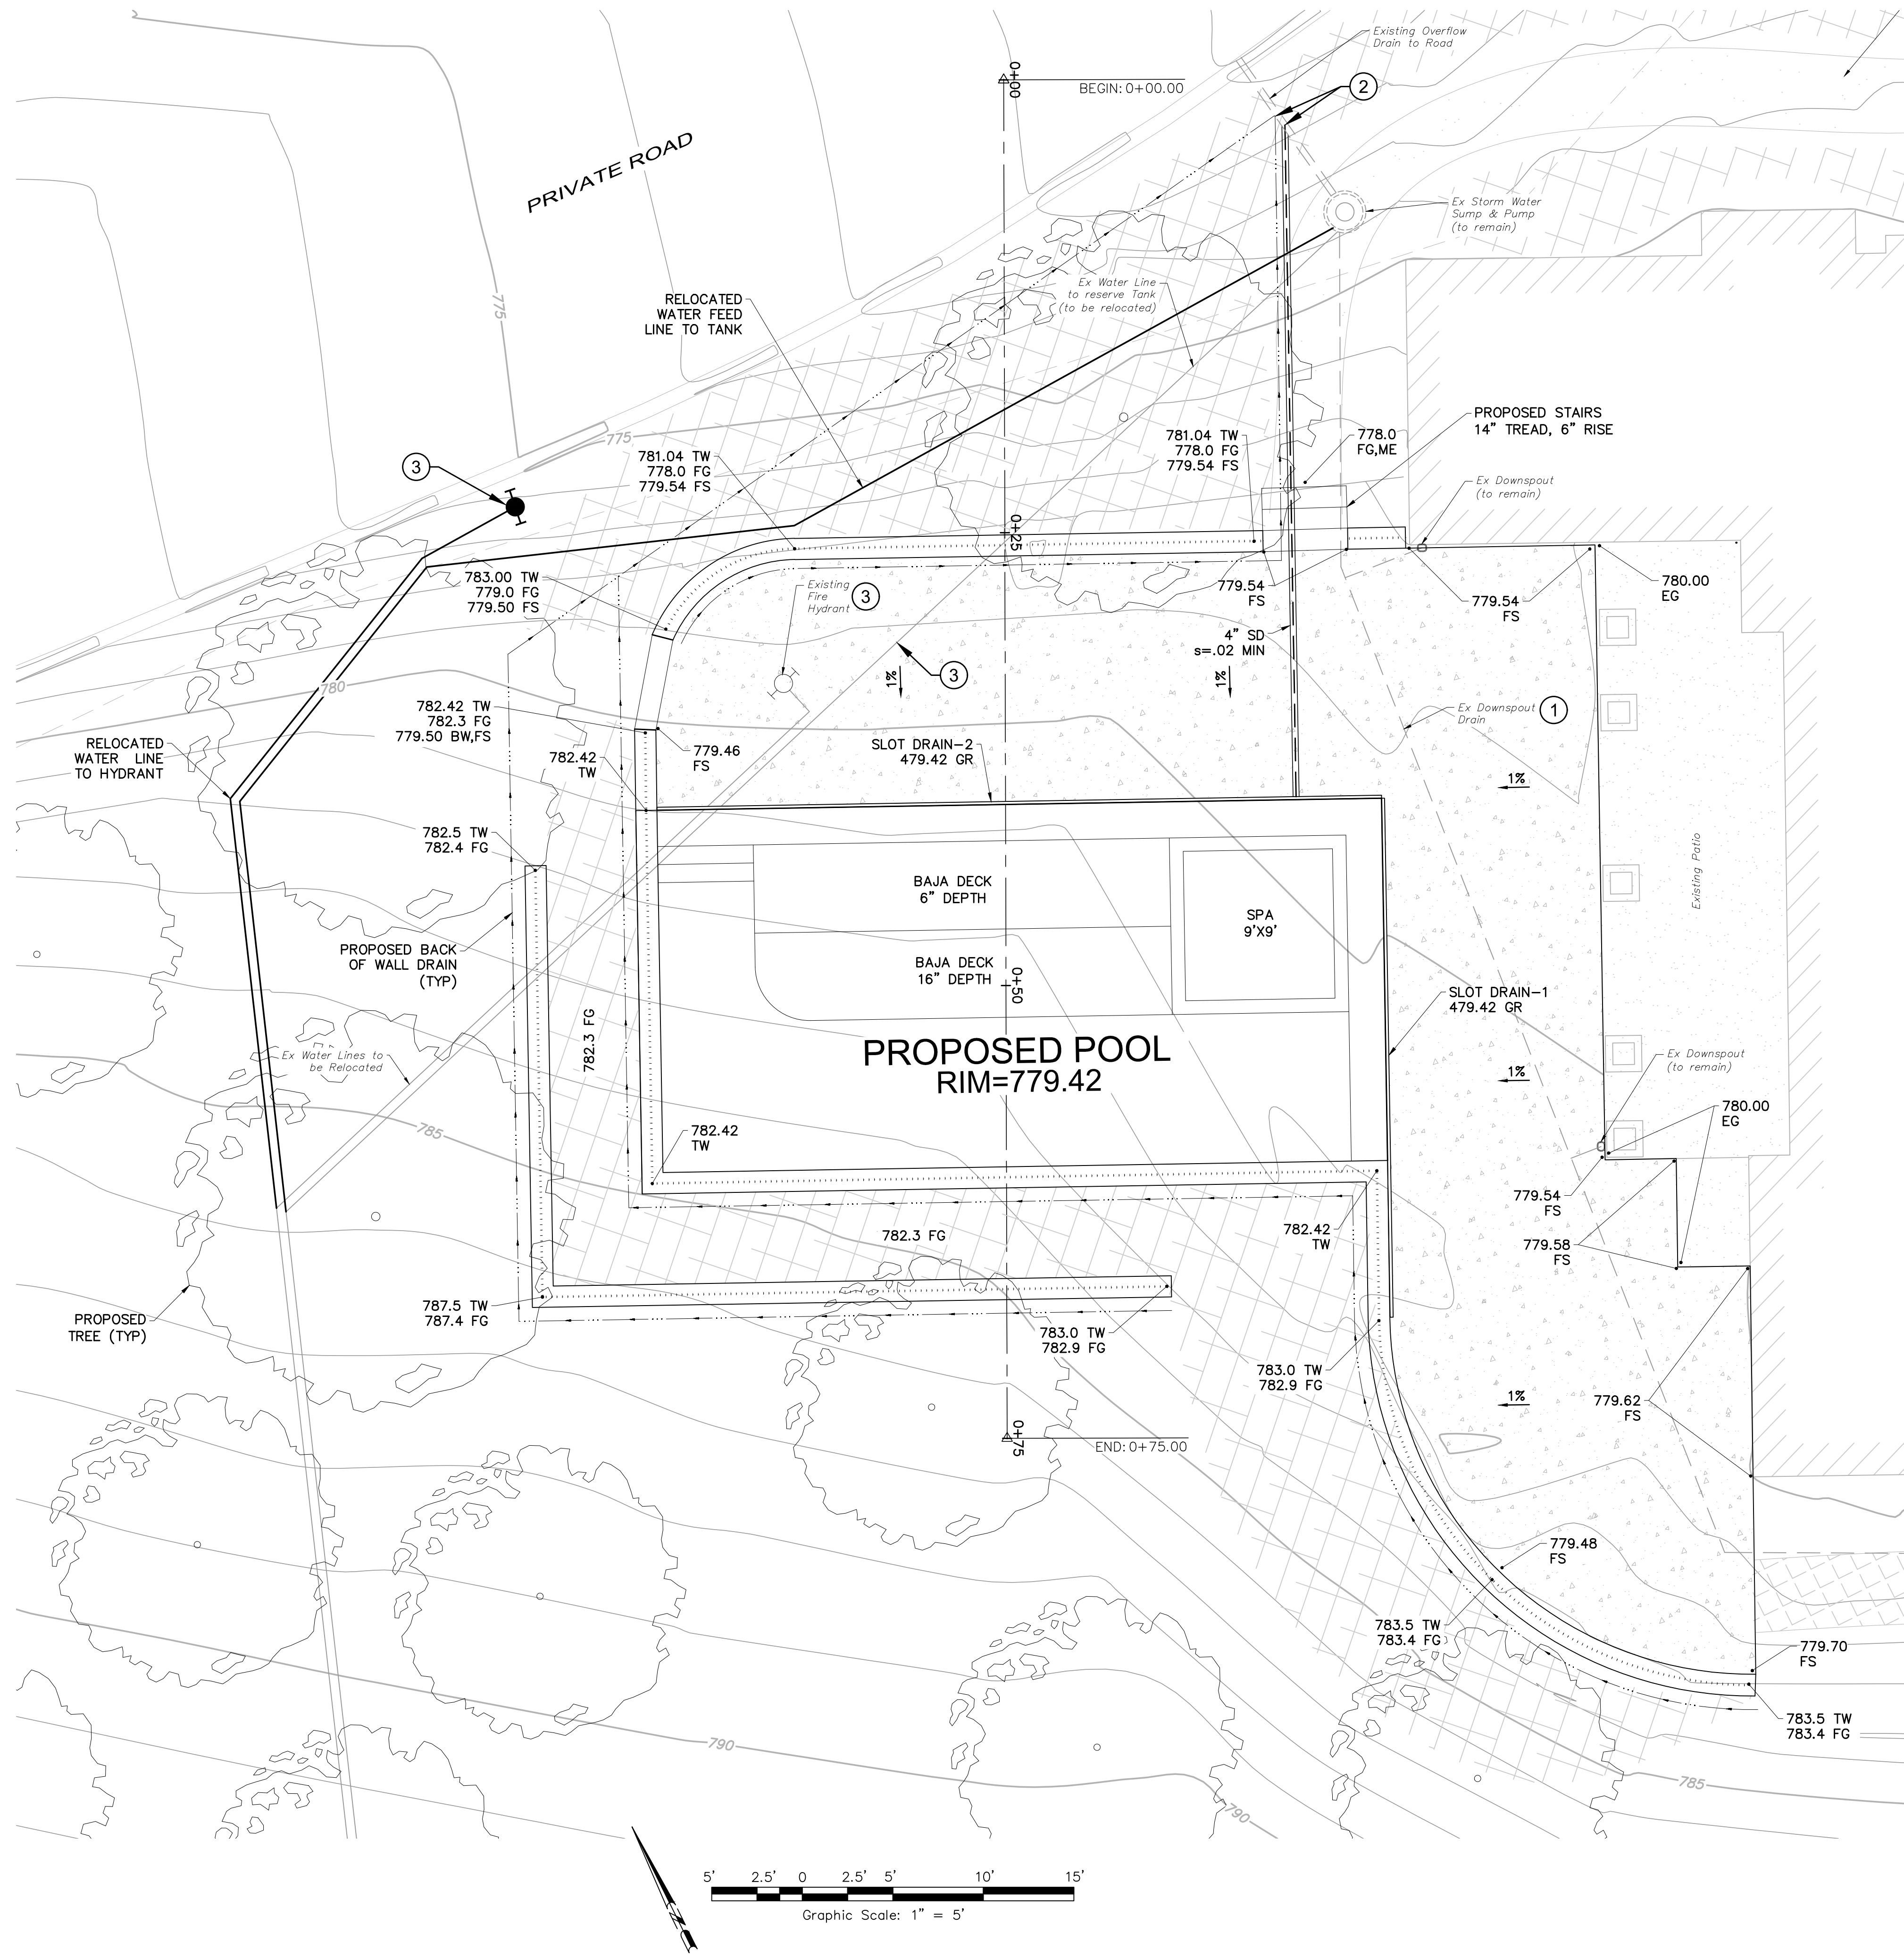 Existing Overflow
Drain to Road
2
0+00
BEGIN: 0+00.00
PRIVATE ROAD
Ex Storm Water
Sump & Pump
(to remain)
775
RELOCATED
WATER FEED
LINE TO TANK
Ex Water Line
to reserve Tank
(to be relocated)
PROPOSED STAIRS
14" TREAD, 6" RISE
775
781.04 TW
778.0 FG
779.54 FS
781.04 TW
778.0 FG
779.54 FS
778.0
FG,ME
3
Ex Downspout
(to remain)
0+25
783.00 TW
779.0 FG
779.50 FS
Existing
Fire
Hydrant
3
779.54
FS
779.54
FS
780.00
EG
4" SD
s=.02 MIN
1%
3
1%
780
782.42 TW
782.3 FG
779.50 BW,FS
Ex Downspout
Drain
1
RELOCATED
WATER LINE
TO HYDRANT
782.42
TW
779.46
FS
SLOT DRAIN-2
479.42 GR
1%
782.5 TW
782.4 FG
BAJA DECK
6" DEPTH
SPA
9'X9'
Existing Patio
PROPOSED BACK
OF WALL DRAIN
(TYP)
BAJA DECK
16" DEPTH
0+50
SLOT DRAIN-1
479.42 GR
782.3 FG
PROPOSED POOL
RIM=779.42
Ex Water Lines to
be Relocated
Ex Downspout
(to remain)
1%
785
782.42
TW
780.00
EG
779.54
FS
782.3 FG
782.42
TW
779.58
FS
787.5 TW
787.4 FG
PROPOSED
TREE (TYP)
783.0 TW
782.9 FG
783.0 TW
782.9 FG
1%
779.62
FS
0+75
END: 0+75.00
779.48
FS
783.5 TW
783.4 FG
779.70
FS
783.5 TW
783.4 FG
790
785
790
5' 2.5' 0 2.5' 5' 10' 15'
Graphic Scale: 1" = 5'
N